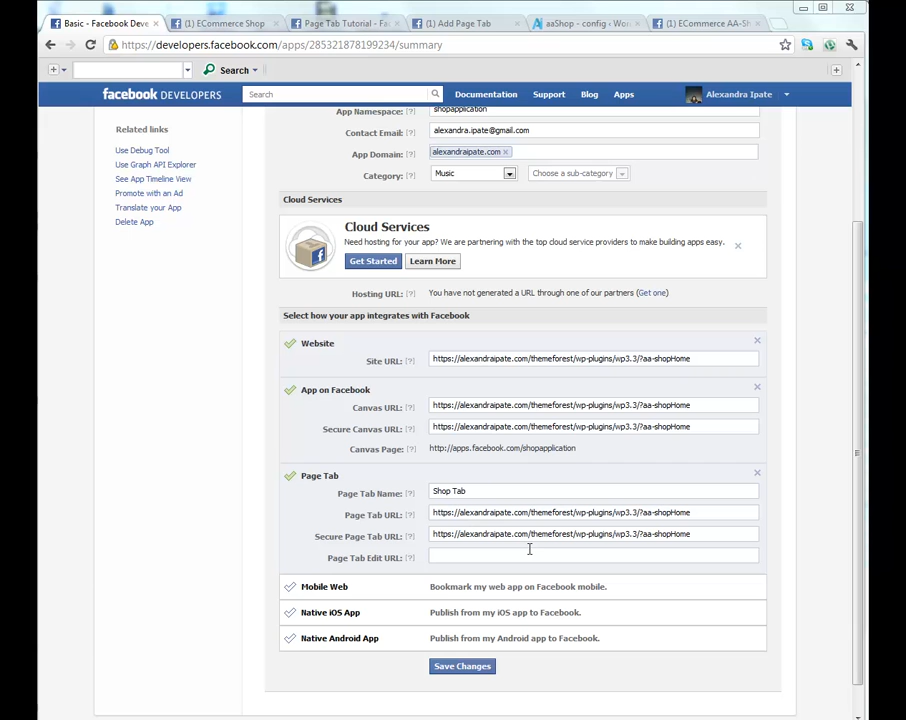 Basic - Facebook Deve
(1) ECommerce Shop
Page Tab Tutorial - Fa
(1) Add Page Tab
aaShop - config ‹ Wor
(1) ECommerce AA-Sh
https://developers.facebook.com/apps/285321878199234/summary
Search
facebook DEVELOPERS
Search
Documentation
Support
Blog
Apps
Alexandra Ipate
Related links
Use Debug Tool
Use Graph API Explorer
See App Timeline View
Promote with an Ad
Translate your App
Delete App
App Namespace: [?] shopapplication
Contact Email: [?] alexandra.ipate@gmail.com
App Domain: [?] alexandraipate.com ×
Category: [?] Music Choose a sub-category
Cloud Services
Cloud Services
Need hosting for your app? We are partnering with the top cloud service providers to make building apps easy.
Get Started Learn More
Hosting URL: [?] You have not generated a URL through one of our partners (Get one)
Select how your app integrates with Facebook
Website
Site URL: [?] https://alexandraipate.com/themeforest/wp-plugins/wp3.3/?aa-shopHome
App on Facebook
Canvas URL: [?] https://alexandraipate.com/themeforest/wp-plugins/wp3.3/?aa-shopHome
Secure Canvas URL: [?] https://alexandraipate.com/themeforest/wp-plugins/wp3.3/?aa-shopHome
Canvas Page: [?] http://apps.facebook.com/shopapplication
Page Tab
Page Tab Name: [?] Shop Tab
Page Tab URL: [?] https://alexandraipate.com/themeforest/wp-plugins/wp3.3/?aa-shopHome
Secure Page Tab URL: [?] https://alexandraipate.com/themeforest/wp-plugins/wp3.3/?aa-shopHome
Page Tab Edit URL: [?]
Mobile Web Bookmark my web app on Facebook mobile.
Native iOS App Publish from my iOS app to Facebook.
Native Android App Publish from my Android app to Facebook.
Save Changes